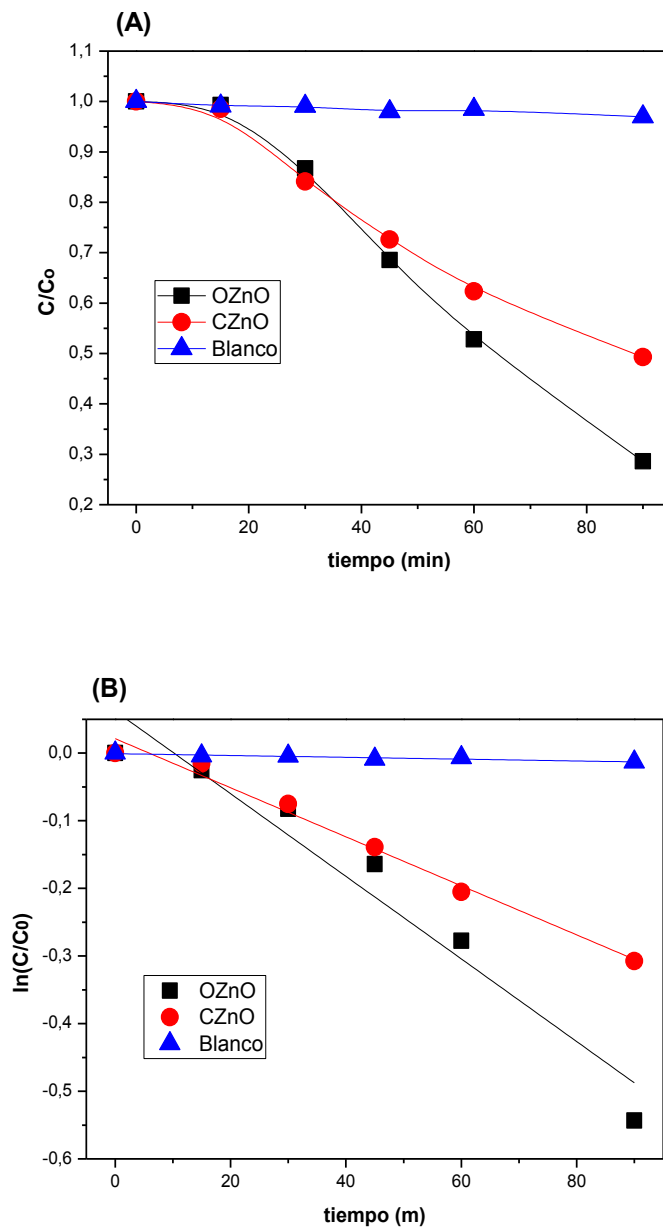 (A)
1,1
1,0
0,9
0,8
0,7
0,6
0,5
0,4
0,3
0,2
C/Co
OZnO
CZnO
Blanco
0 20 40 60 80
tiempo (min)
(B)
0,0
-0,1
-0,2
-0,3
-0,4
-0,5
-0,6
ln(C/C0)
OZnO
CZnO
Blanco
0 20 40 60 80
tiempo (m)